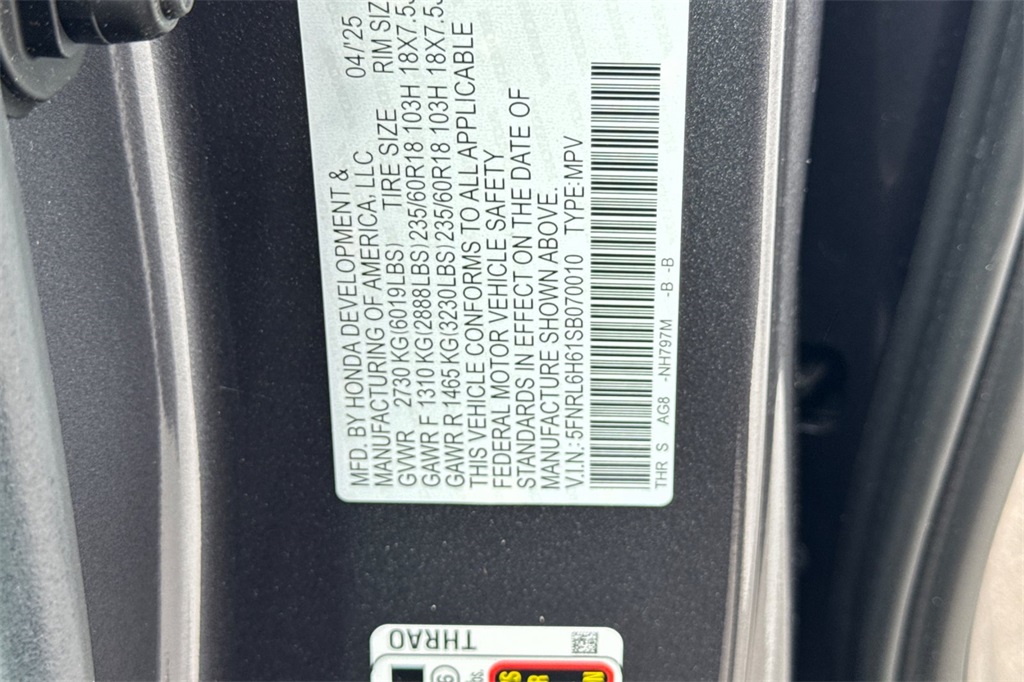 MFD. BY HONDA DEVELOPMENT & 04/'25
MANUFACTURING OF AMERICA, LLC
GVWR 2730 KG(6019LBS) TIRE SIZE RIM SIZ
GAWR F 1310 KG(2888LBS) 235/60R18 103H 18X7.5J
GAWR R 1465 KG(3230LBS) 235/60R18 103H 18X7.5J
THIS VEHICLE CONFORMS TO ALL APPLICABLE
FEDERAL MOTOR VEHICLE SAFETY
STANDARDS IN EFFECT ON THE DATE OF
MANUFACTURE SHOWN ABOVE.
V.I.N.: 5FNRL6H61SB070010 TYPE:MPV
THR S AG8 -NH797M -B -B
THRA0